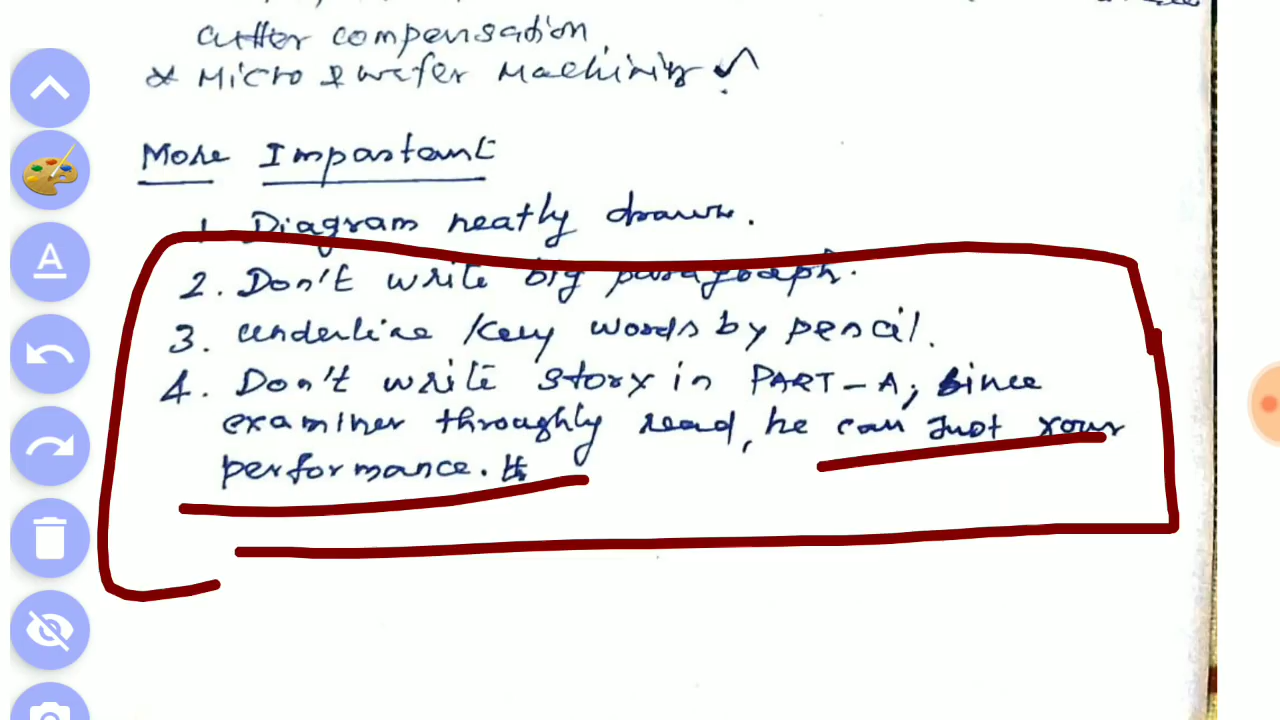 cutter compensation
* Micro & wafer Machining
More Impartant
1. Diagram neatly drawn.
2. Don't write big paragraph.
3. underline key words by pencil.
4. Don't write story in PART-A; Since
examiner throughly read, he can Just your
performance.
A